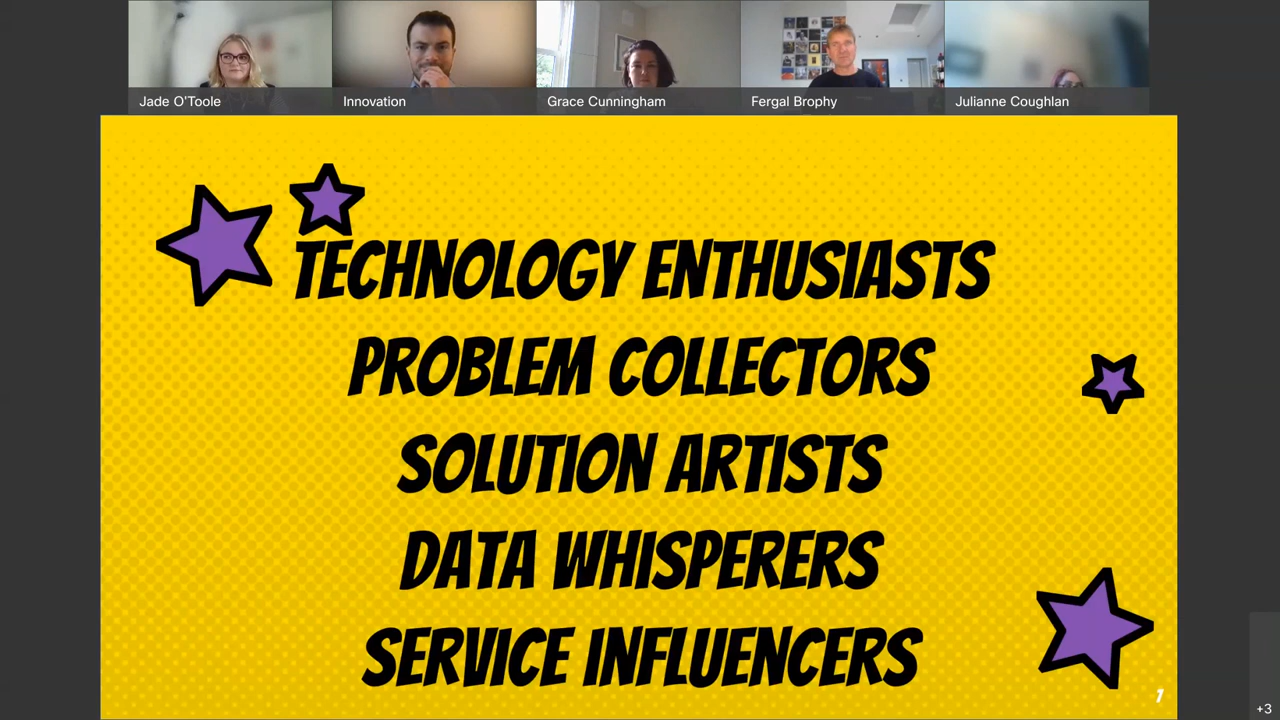 Jade O'Toole
Innovation
Grace Cunningham
Fergal Brophy
Julianne Coughlan
TECHNOLOGY ENTHUSIASTS
PROBLEM COLLECTORS
SOLUTION ARTISTS
DATA WHISPERERS
SERVICE INFLUENCERS
1
+3